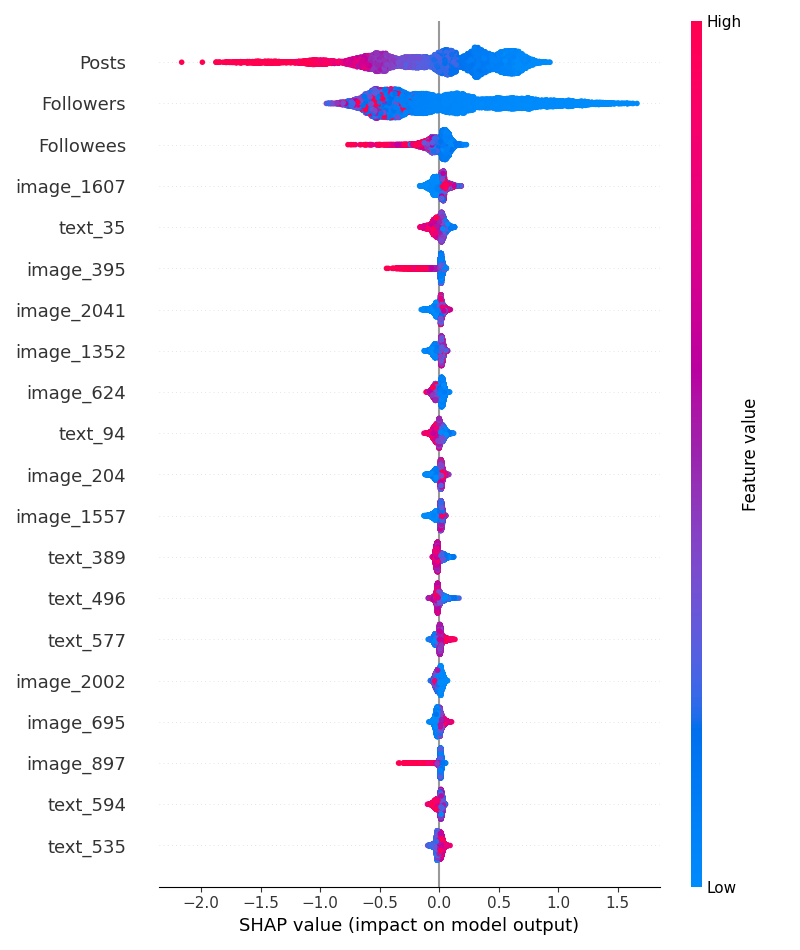 High
Posts
Followers
Followees
image_1607
text_35
image_395
image_2041
image_1352
image_624
text_94
image_204
image_1557
text_389
text_496
text_577
image_2002
image_695
image_897
text_594
text_535
Feature value
Low
−2.0 −1.5 −1.0 −0.5 0.0 0.5 1.0 1.5
SHAP value (impact on model output)